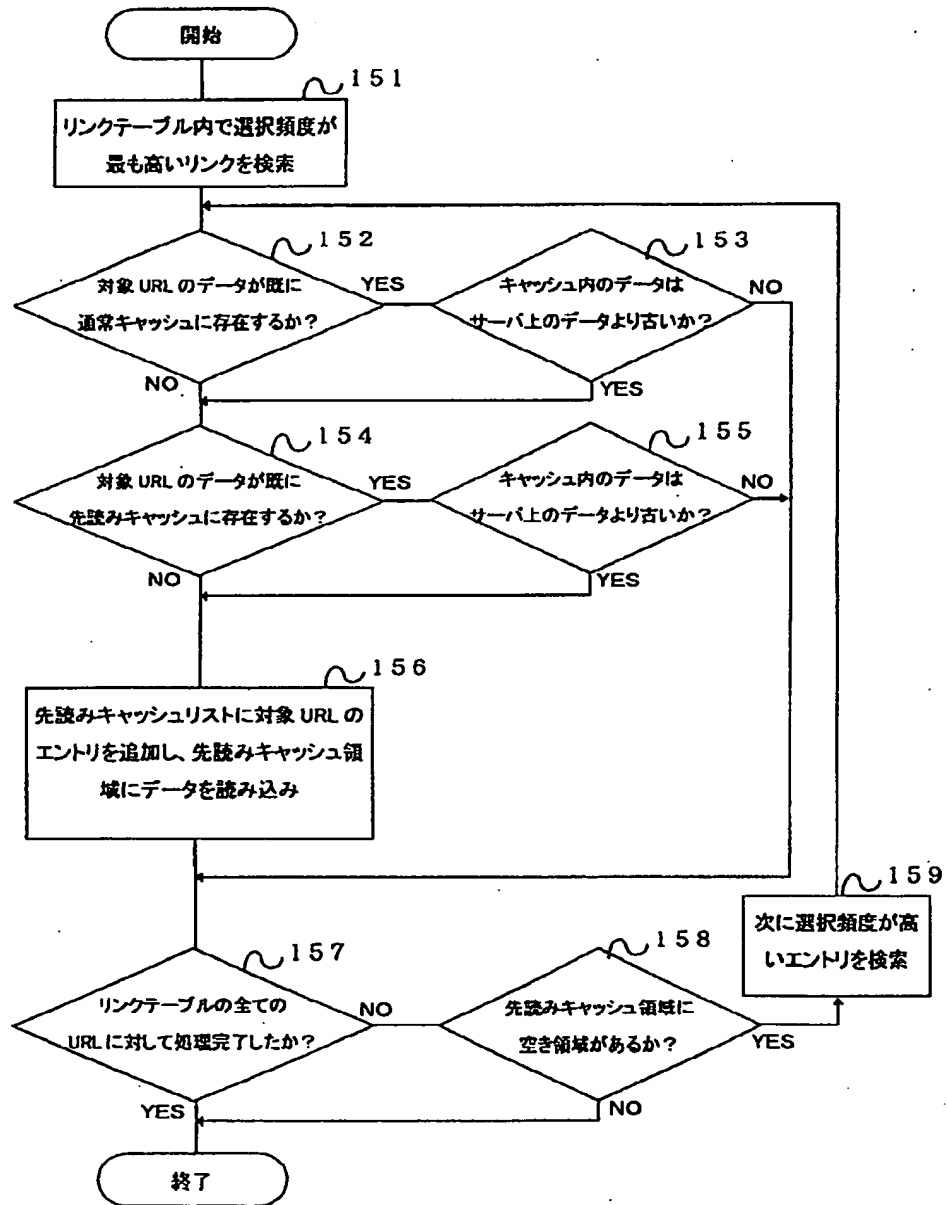 開始
151
リンクテーブル内で選択頻度が
最も高いリンクを検索
152
対象 URL のデータが既に
通常キャッシュに存在するか？
YES
NO
153
キャッシュ内のデータは
サーバ上のデータより古いか？
NO
YES
154
対象 URL のデータが既に
先読みキャッシュに存在するか？
YES
NO
155
キャッシュ内のデータは
サーバ上のデータより古いか？
NO
YES
156
先読みキャッシュリストに対象 URL の
エントリを追加し、先読みキャッシュ領
域にデータを読み込み
157
リンクテーブルの全ての
URL に対して処理完了したか？
NO
YES
158
先読みキャッシュ領域に
空き領域があるか？
YES
NO
159
次に選択頻度が高
いエントリを検索
終了